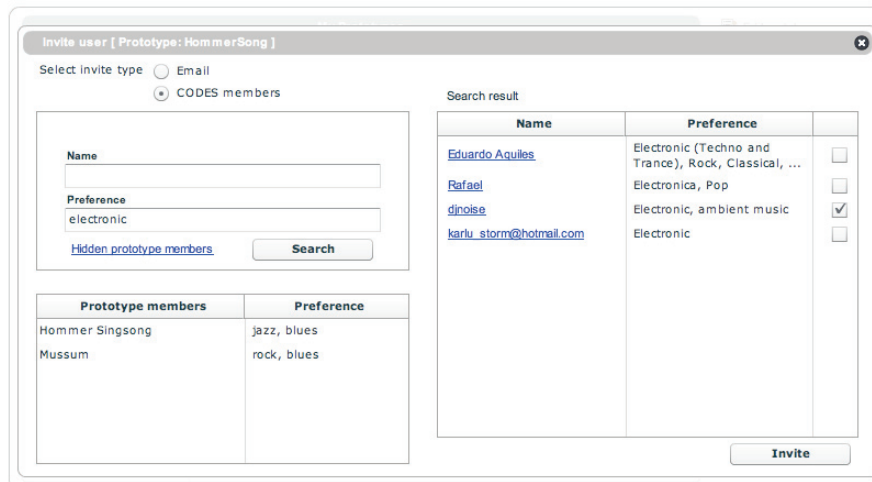 Invite user [ Prototype: HommerSong ]
Select invite type
Email
CODES members
Name
Preference
electronic
Hidden prototype members
Search
Prototype members Preference
Hommer Singsong jazz, blues
Mussum rock, blues
Search result
Name Preference
Eduardo Aquiles Electronic (Techno and
Trance), Rock, Classical, ...
Rafael Electronica, Pop
djnoise Electronic, ambient music
karlu_storm@hotmail.com Electronic
Invite